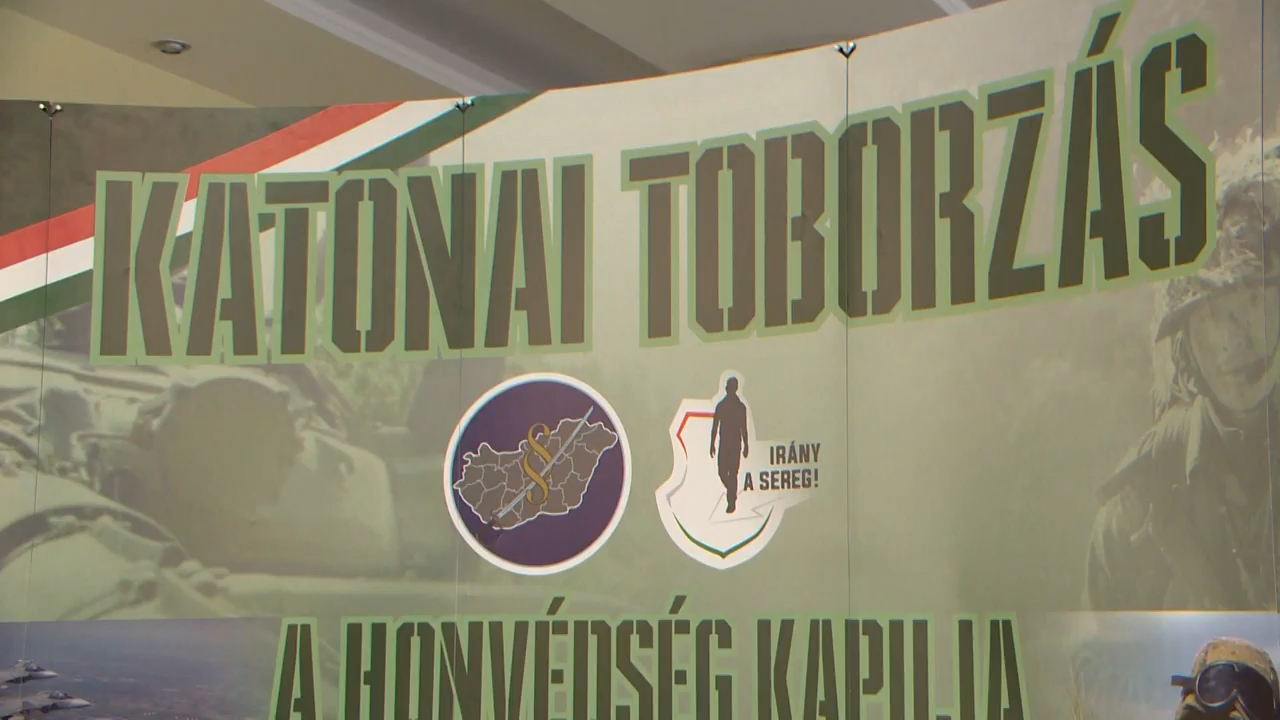 KATONAI TOBORZÁS
§
IRÁNY
A SEREG!
A HONVÉDSÉG KAPUJA